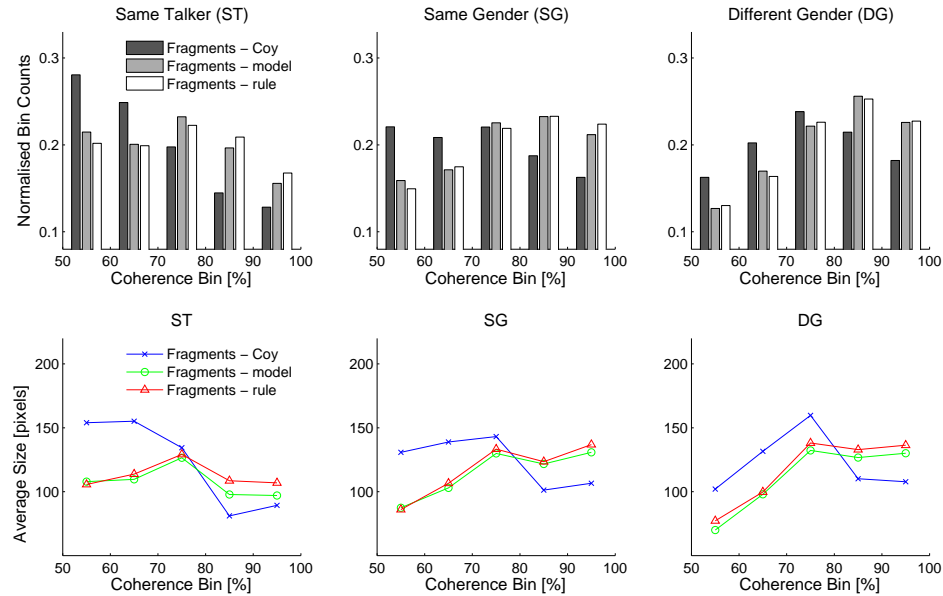 Same Talker (ST)
Same Gender (SG)
Different Gender (DG)
Normalised Bin Counts
0.3
0.2
0.1
Fragments – Coy
Fragments – model
Fragments – rule
50 60 70 80 90 100
Coherence Bin [%]
0.3
0.2
0.1
50 60 70 80 90 100
Coherence Bin [%]
0.3
0.2
0.1
50 60 70 80 90 100
Coherence Bin [%]
ST
SG
DG
Average Size [pixels]
200
150
100
Fragments – Coy
Fragments – model
Fragments – rule
50 60 70 80 90 100
Coherence Bin [%]
200
150
100
50 60 70 80 90 100
Coherence Bin [%]
200
150
100
50 60 70 80 90 100
Coherence Bin [%]